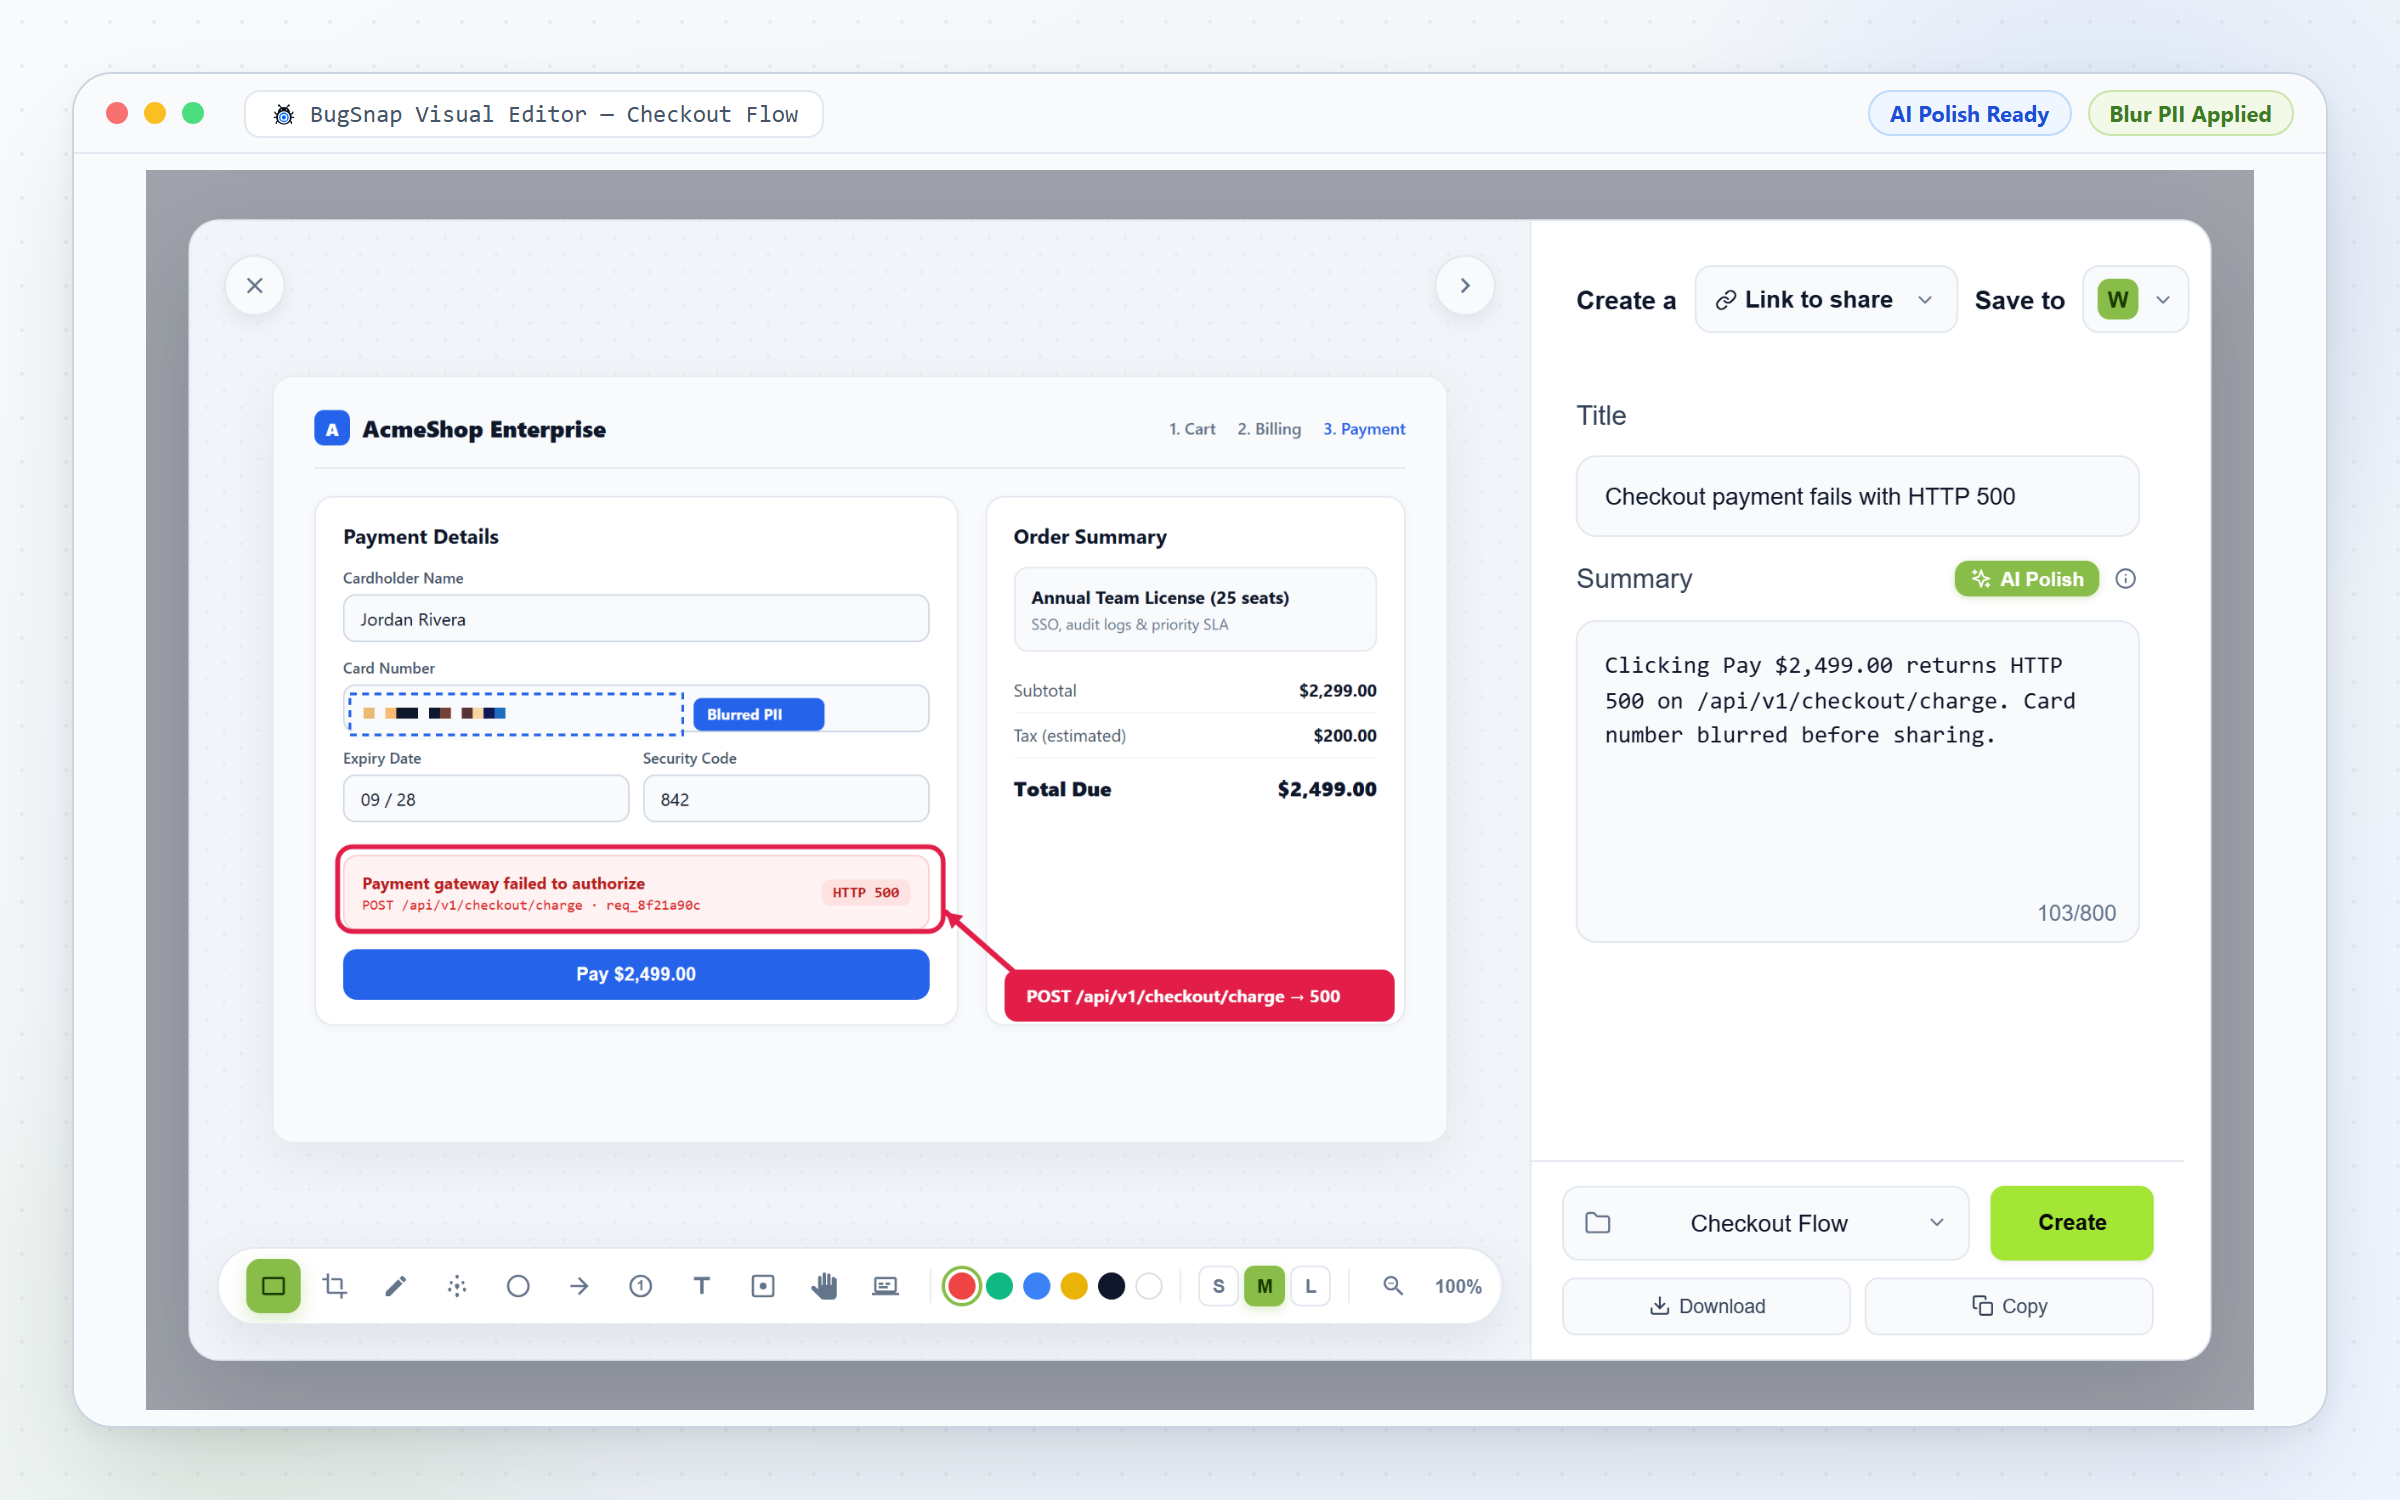 BugSnap Visual Editor — Checkout Flow
AI Polish Ready
Blur PII Applied
A
AcmeShop Enterprise
1. Cart
2. Billing
3. Payment
Payment Details
Cardholder Name
Jordan Rivera
Card Number
Blurred PII
Expiry Date
Security Code
09 / 28
842
Payment gateway failed to authorize
POST /api/v1/checkout/charge · req_8f21a90c
HTTP 500
Pay $2,499.00
Order Summary
Annual Team License (25 seats)
SSO, audit logs & priority SLA
Subtotal
$2,299.00
Tax (estimated)
$200.00
Total Due
$2,499.00
POST /api/v1/checkout/charge → 500
1
T
S
M
L
100%
Create a
Link to share
Save to
W
Title
Checkout payment fails with HTTP 500
Summary
AI Polish
Clicking Pay $2,499.00 returns HTTP
500 on /api/v1/checkout/charge. Card
number blurred before sharing.
103/800
Checkout Flow
Create
Download
Copy